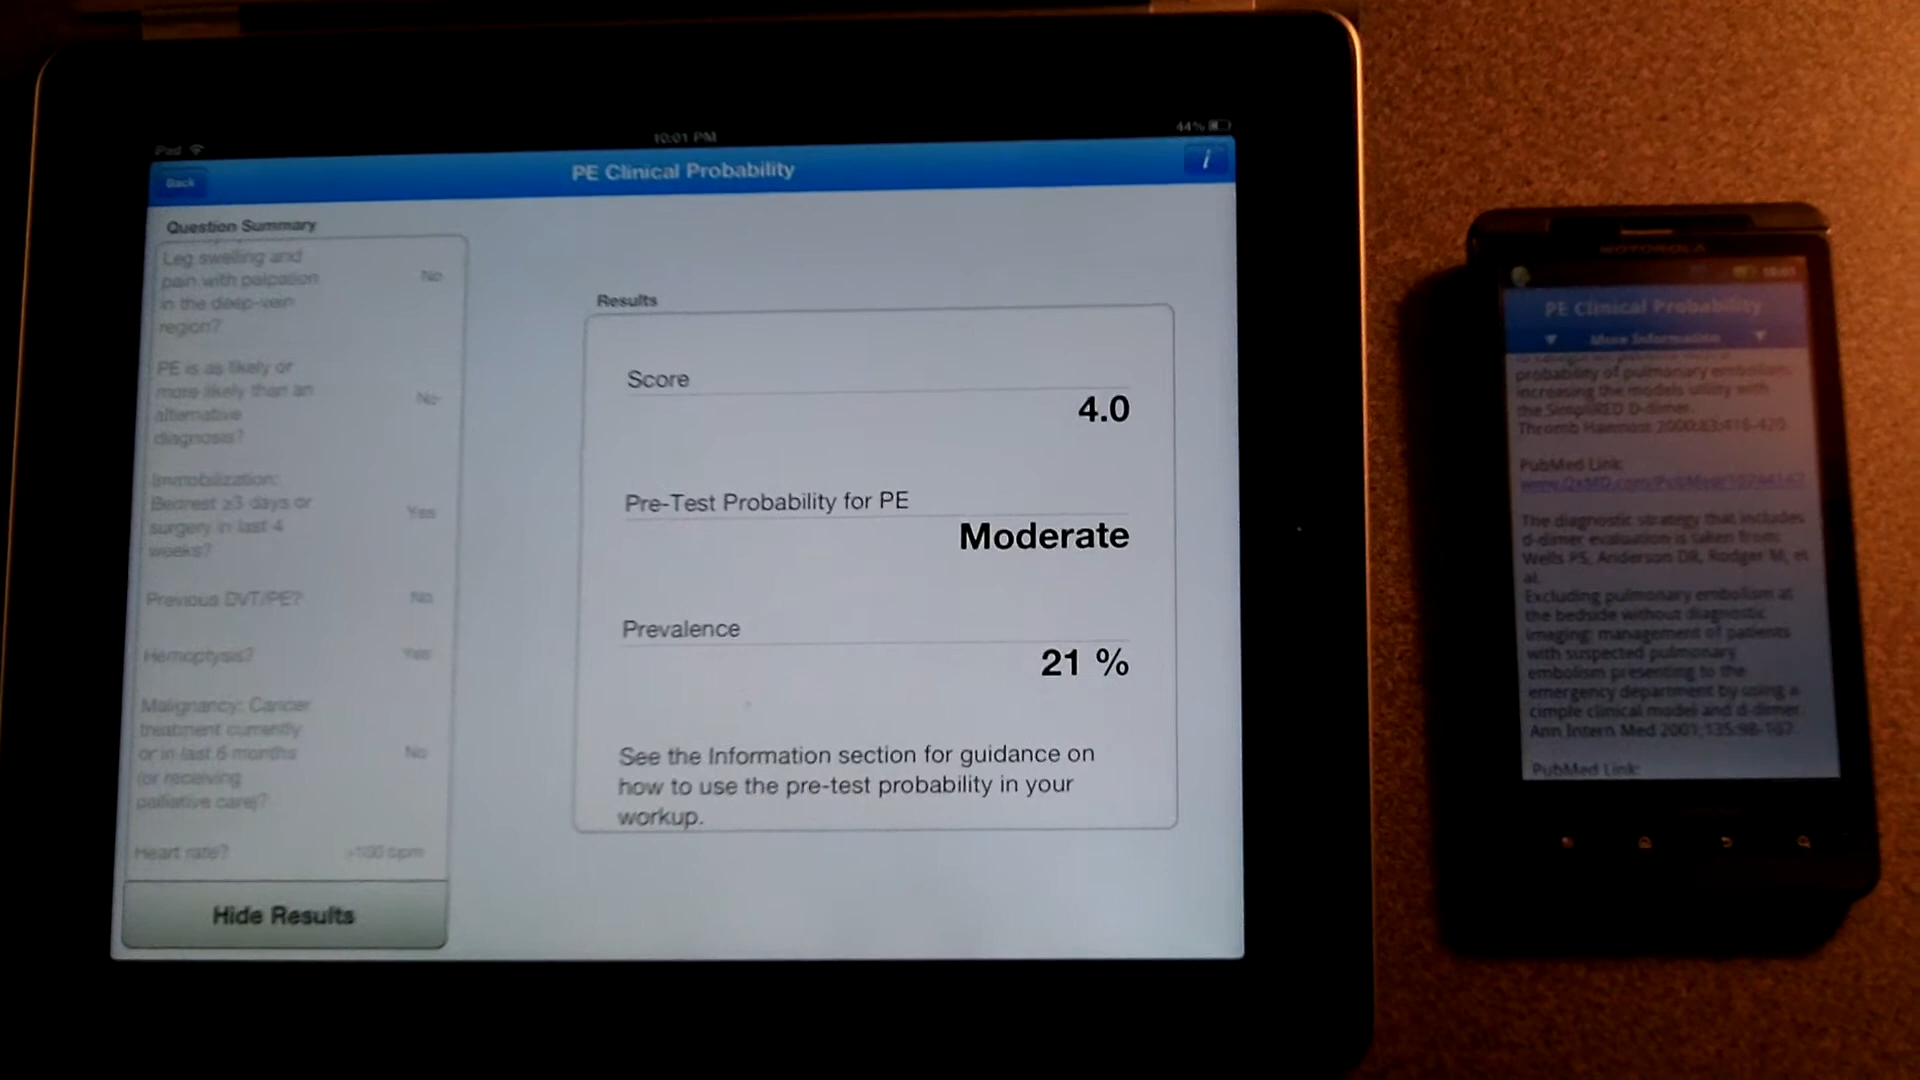 iPad
10:01 PM
44%
Back
PE Clinical Probability
i
Question Summary
Leg swelling and
pain with palpation
in the deep-vein
region?
No
PE is as likely or
more likely than an
alternative
diagnosis?
No
Immobilization:
Bedrest ≥3 days or
surgery in last 4
weeks?
Yes
Previous DVT/PE?
No
Hemoptysis?
Yes
Malignancy: Cancer
treatment currently
or in last 6 months
(or receiving
palliative care)?
No
Heart rate?
>100 bpm
Hide Results
Results
Score
4.0
Pre-Test Probability for PE
Moderate
Prevalence
21 %
See the Information section for guidance on
how to use the pre-test probability in your
workup.
MOTOROLA
PE Clinical Probability
More Information
probability of pulmonary embolism:
increasing the models utility with
the SimpliRED D-dimer.
Thromb Haemost 2000;83:416-420.
PubMed Link:
The diagnostic strategy that includes
d-dimer evaluation is taken from:
Wells PS, Anderson DR, Rodger M, et
al.
Excluding pulmonary embolism at
the bedside without diagnostic
imaging: management of patients
with suspected pulmonary
embolism presenting to the
emergency department by using a
simple clinical model and d-dimer.
Ann Intern Med 2001;135:98-107.
PubMed Link: